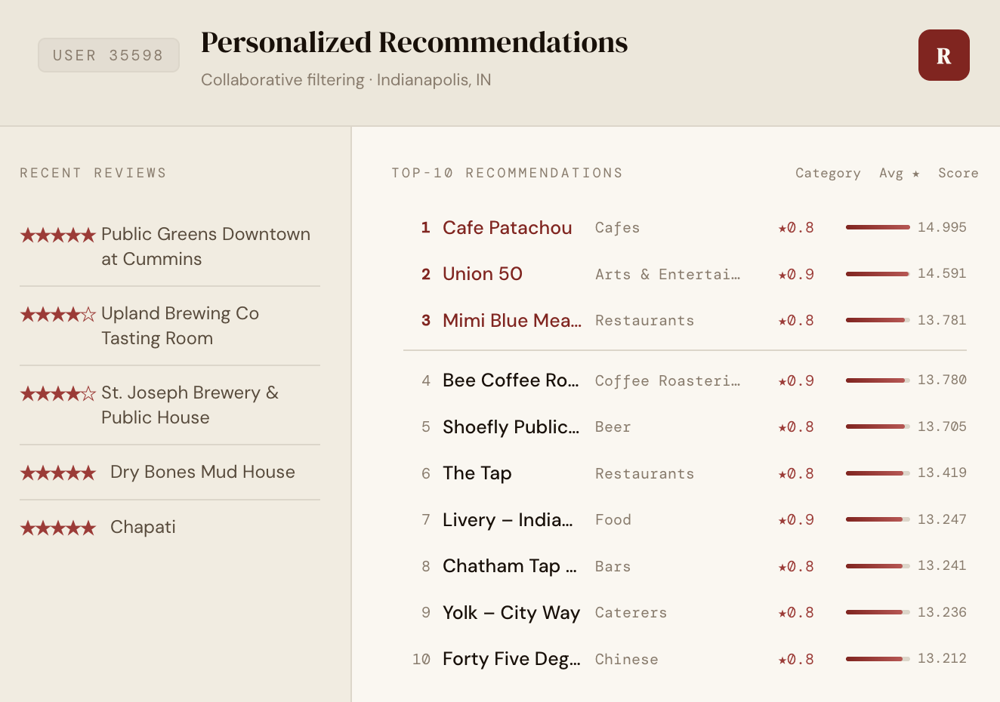 USER 35598
Personalized Recommendations
Collaborative filtering · Indianapolis, IN
R
RECENT REVIEWS
★★★★★ Public Greens Downtown
at Cummins
★★★★☆ Upland Brewing Co
Tasting Room
★★★★☆ St. Joseph Brewery &
Public House
★★★★★ Dry Bones Mud House
★★★★★ Chapati
TOP-10 RECOMMENDATIONS Category Avg ★ Score
1 Cafe Patachou Cafes ★0.8 14.995
2 Union 50 Arts & Entertai… ★0.9 14.591
3 Mimi Blue Mea… Restaurants ★0.8 13.781
4 Bee Coffee Ro… Coffee Roasteri… ★0.9 13.780
5 Shoefly Public… Beer ★0.8 13.705
6 The Tap Restaurants ★0.8 13.419
7 Livery – India… Food ★0.9 13.247
8 Chatham Tap … Bars ★0.8 13.241
9 Yolk – City Way Caterers ★0.8 13.236
10 Forty Five Deg… Chinese ★0.8 13.212